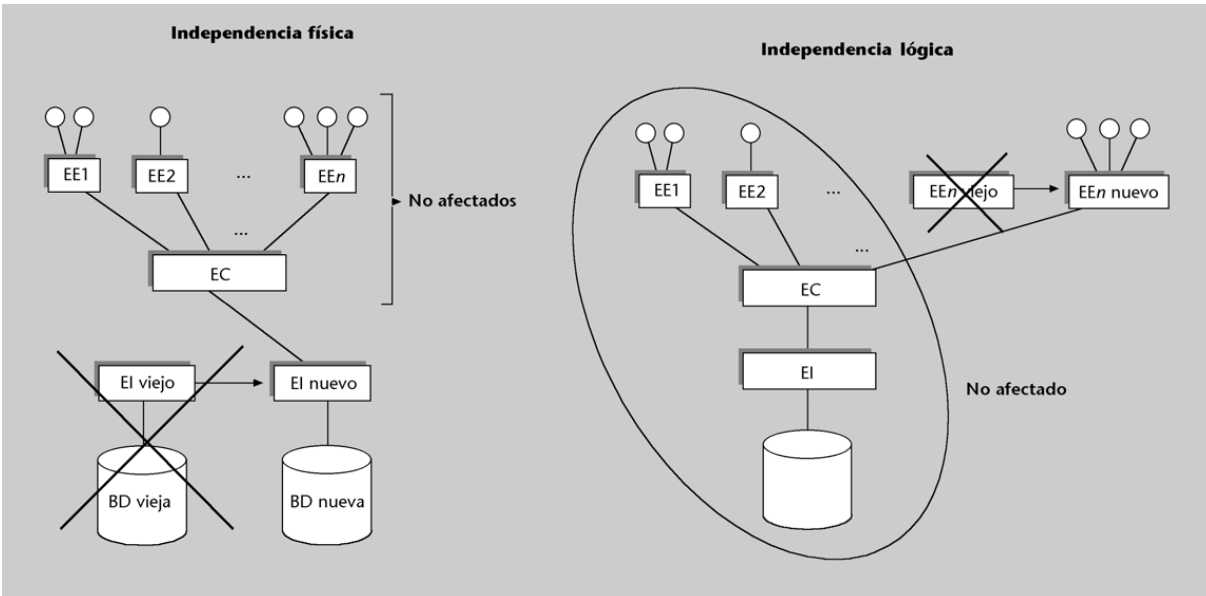 Independencia física
EE1
EE2
...
EEn
...
No afectados
EC
EI viejo
EI nuevo
BD vieja
BD nueva
Independencia lógica
EE1
EE2
...
EEn viejo
EEn nuevo
...
EC
EI
No afectado